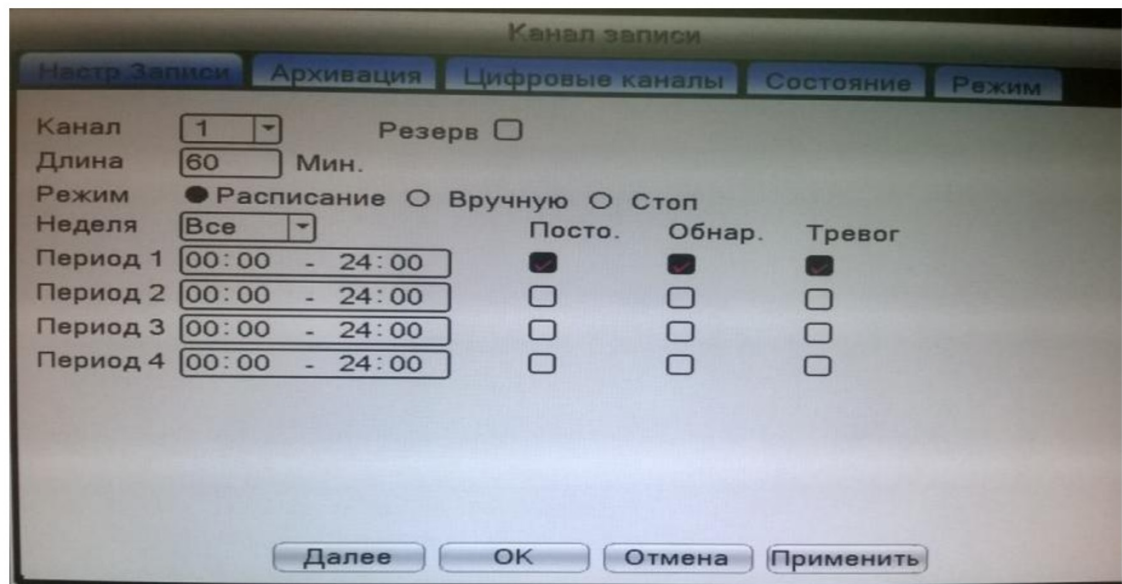 Канал записи
Настр Записи Архивация Цифровые каналы Состояние Режим
Канал 1 Резерв
Длина 60 Мин.
Режим Расписание Вручную Стоп
Неделя Все Посто. Обнар. Тревог
Период 1 00:00 - 24:00
Период 2 00:00 - 24:00
Период 3 00:00 - 24:00
Период 4 00:00 - 24:00
Далее OK Отмена Применить